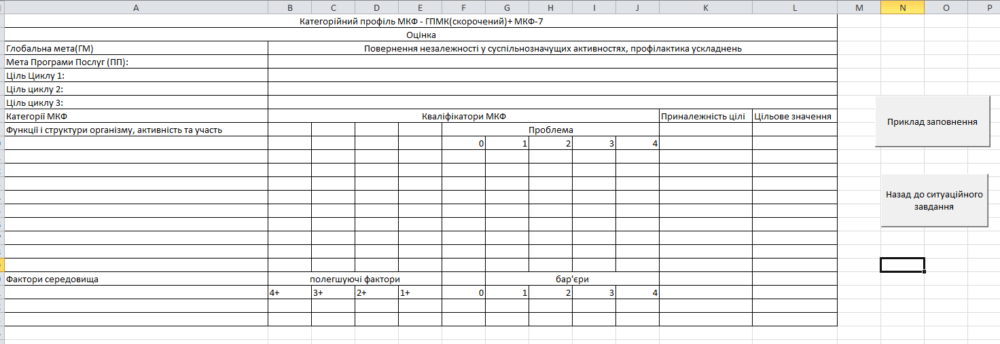 A B C D E F G H I J K L M N O P
Категорійний профіль МКФ - ГПМК(скорочений)+ МКФ-7
Оцінка
Глобальна мета(ГМ) Повернення незалежності у суспільнозначущих активностях, профілактика ускладнень
Мета Програми Послуг (ПП):
Ціль Циклу 1:
Ціль циклу 2:
Ціль циклу 3:
Категорії МКФ Кваліфікатори МКФ Приналежність цілі Цільове значення
Функції і структури організму, активність та участь Проблема
0 1 2 3 4
Фактори середовища полегшуючі фактори бар'єри
4+ 3+ 2+ 1+ 0 1 2 3 4
Приклад заповнення
Назад до ситуаційного
завдання